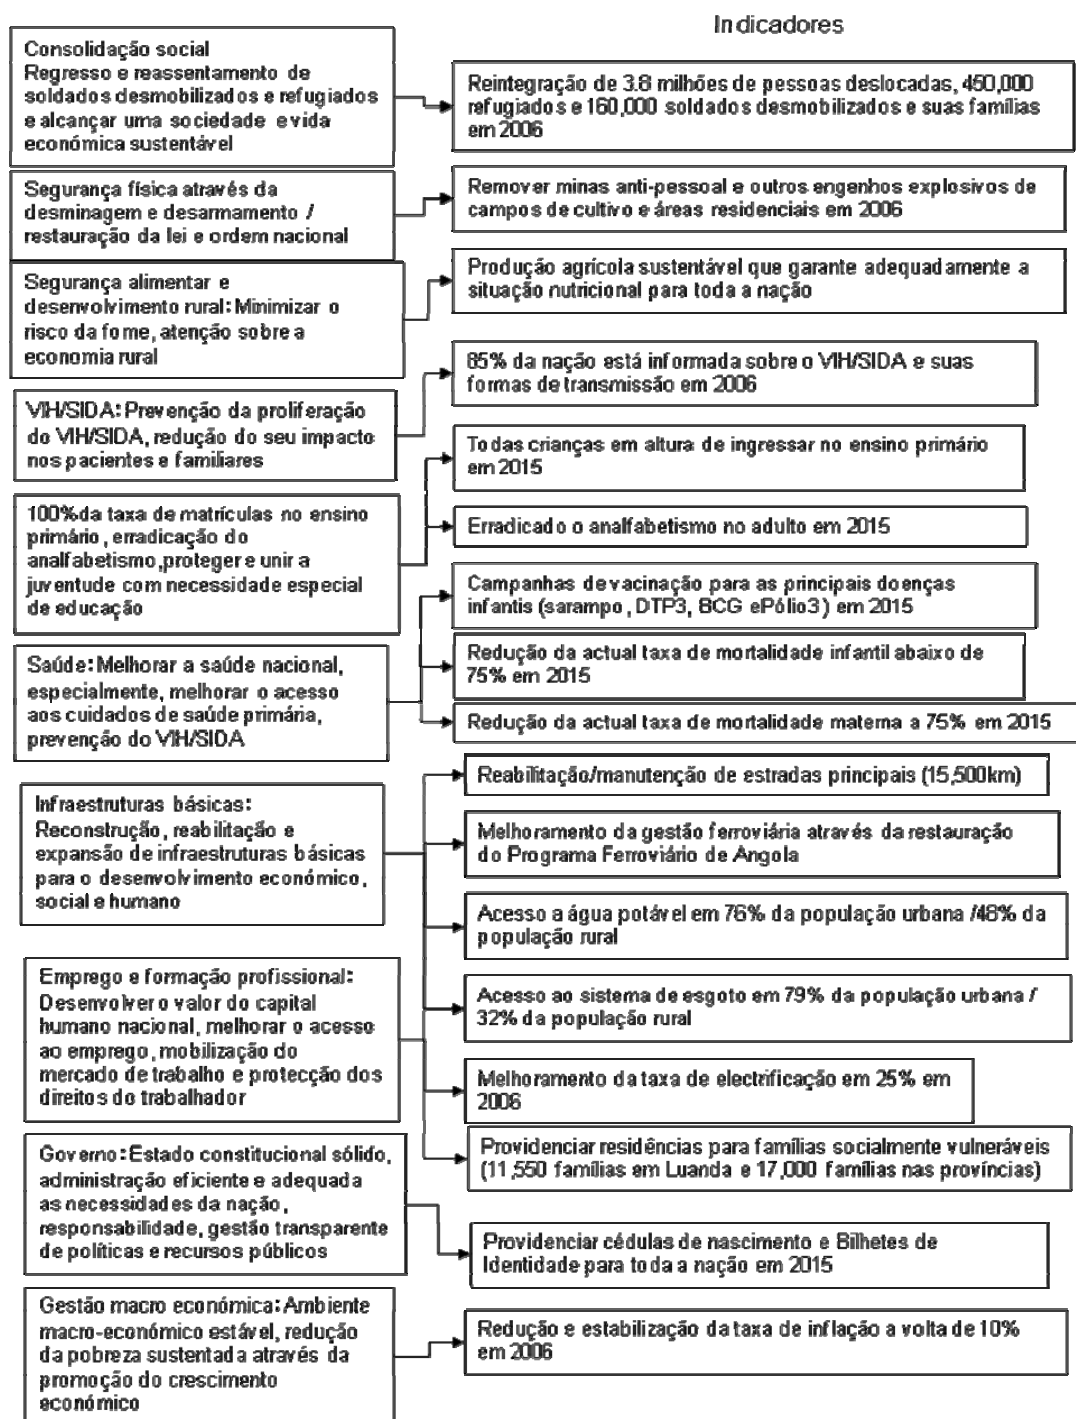 Indicadores
Consolidação social
Regresso e reassentamento de
soldados desmobilizados e refugiados
e alcançar uma sociedade e vida
económica sustentável
Reintegração de 3.8 milhões de pessoas deslocadas, 450,000
refugiados e 160,000 soldados desmobilizados e suas famílias
em 2006
Segurança física através da
desminagem e desarmamento /
restauração da lei e ordem nacional
Remover minas anti-pessoal e outros engenhos explosivos de
campos de cultivo e áreas residenciais em 2006
Segurança alimentar e
desenvolvimento rural: Minimizar o
risco da fome, atenção sobre a
economia rural
Produção agrícola sustentável que garante adequadamente a
situação nutricional para toda a nação
VIH/SIDA: Prevenção da proliferação
do VIH/SIDA, redução do seu impacto
nos pacientes e familiares
85% da nação está informada sobre o VIH/SIDA e suas
formas de transmissão em 2006
100% da taxa de matrículas no ensino
primário, erradicação do
analfabetismo, proteger e unir a
juventude com necessidade especial
de educação
Todas crianças em altura de ingressar no ensino primário
em 2015
Erradicado o analfabetismo no adulto em 2015
Saúde: Melhorar a saúde nacional,
especialmente, melhorar o acesso
aos cuidados de saúde primária,
prevenção do VIH/SIDA
Campanhas de vacinação para as principais doenças
infantis (sarampo, DTP3, BCG e Pólio3) em 2015
Redução da actual taxa de mortalidade infantil abaixo de
75% em 2015
Redução da actual taxa de mortalidade materna a 75% em 2015
Infraestruturas básicas:
Reconstrução, reabilitação e
expansão de infraestruturas básicas
para o desenvolvimento económico,
social e humano
Reabilitação/manutenção de estradas principais (15,500km)
Melhoramento da gestão ferroviária através da restauração
do Programa Ferroviário de Angola
Acesso a água potável em 76% da população urbana /48% da
população rural
Acesso ao sistema de esgoto em 79% da população urbana /
32% da população rural
Melhoramento da taxa de electrificação em 25% em
2006
Providenciar residências para famílias socialmente vulneráveis
(11,550 famílias em Luanda e 17,000 famílias nas províncias)
Emprego e formação profissional:
Desenvolver o valor do capital
humano nacional, melhorar o acesso
ao emprego, mobilização do
mercado de trabalho e protecção dos
direitos do trabalhador
Governo: Estado constitucional sólido,
administração eficiente e adequada
as necessidades da nação,
responsabilidade, gestão transparente
de políticas e recursos públicos
Providenciar cédulas de nascimento e Bilhetes de
Identidade para toda a nação em 2015
Gestão macro económica: Ambiente
macro-económico estável, redução
da pobreza sustentada através da
promoção do crescimento
económico
Redução e estabilização da taxa de inflação a volta de 10%
em 2006